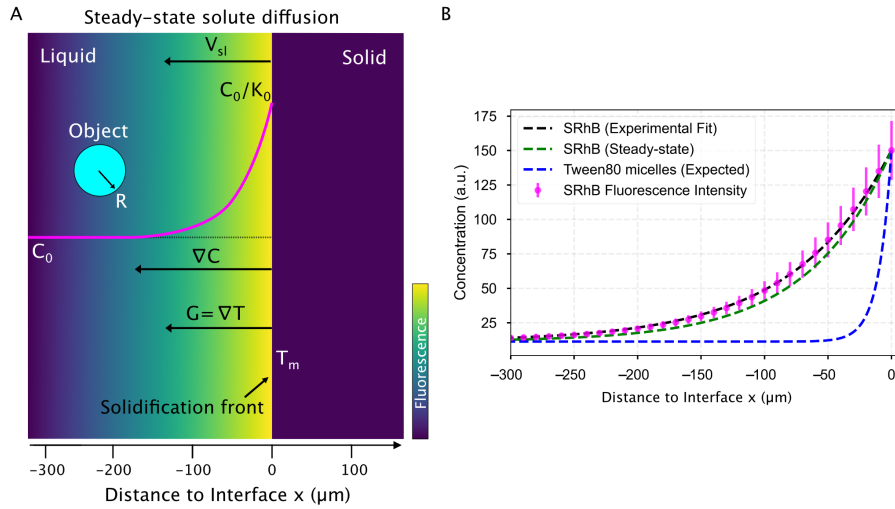 A
Steady-state solute diffusion
Liquid
V_sl
Solid
C_0/K_0
Object
R
C_0
∇C
G=∇T
T_m
Solidification front
Fluorescence
-300 -200 -100 0 100
Distance to Interface x (μm)
B
175
150
125
100
75
50
25
Concentration (a.u.)
SRhB (Experimental Fit)
SRhB (Steady-state)
Tween80 micelles (Expected)
SRhB Fluorescence Intensity
−300 −250 −200 −150 −100 −50 0
Distance to Interface x (μm)